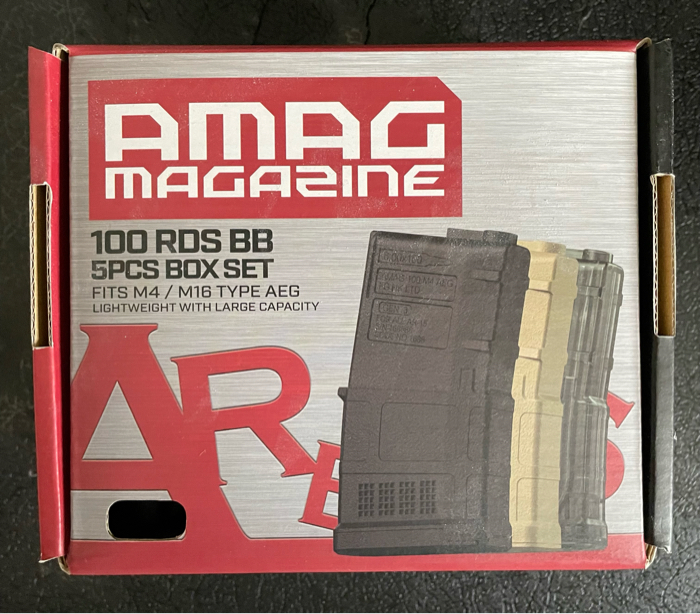 AMAG
MAGAZINE
100 RDS BB
5PCS BOX SET
FITS M4 / M16 TYPE AEG
LIGHTWEIGHT WITH LARGE CAPACITY
ARES